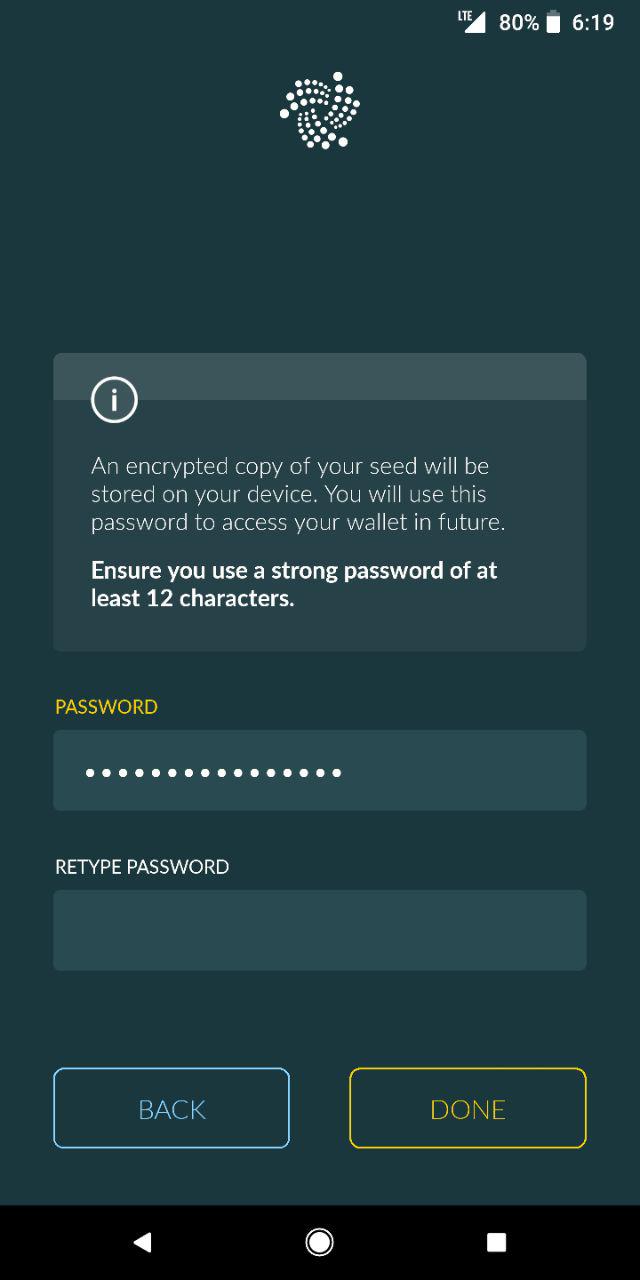 LTE 80% 6:19
An encrypted copy of your seed will be
stored on your device. You will use this
password to access your wallet in future.
Ensure you use a strong password of at
least 12 characters.
PASSWORD
••••••••••••••••
RETYPE PASSWORD
BACK DONE